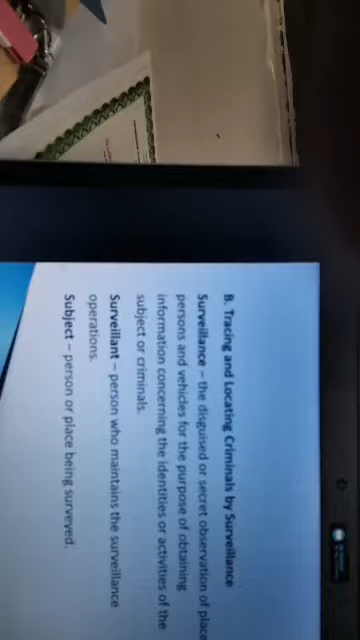 B. Tracing and Locating Criminals by Surveillance
Surveillance – the disguised or secret observation of place
persons and vehicles for the purpose of obtaining
information concerning the identities or activities of the
subject or criminals.
Surveillant – person who maintains the surveillance
operations.
Subject – person or place being surveyed.